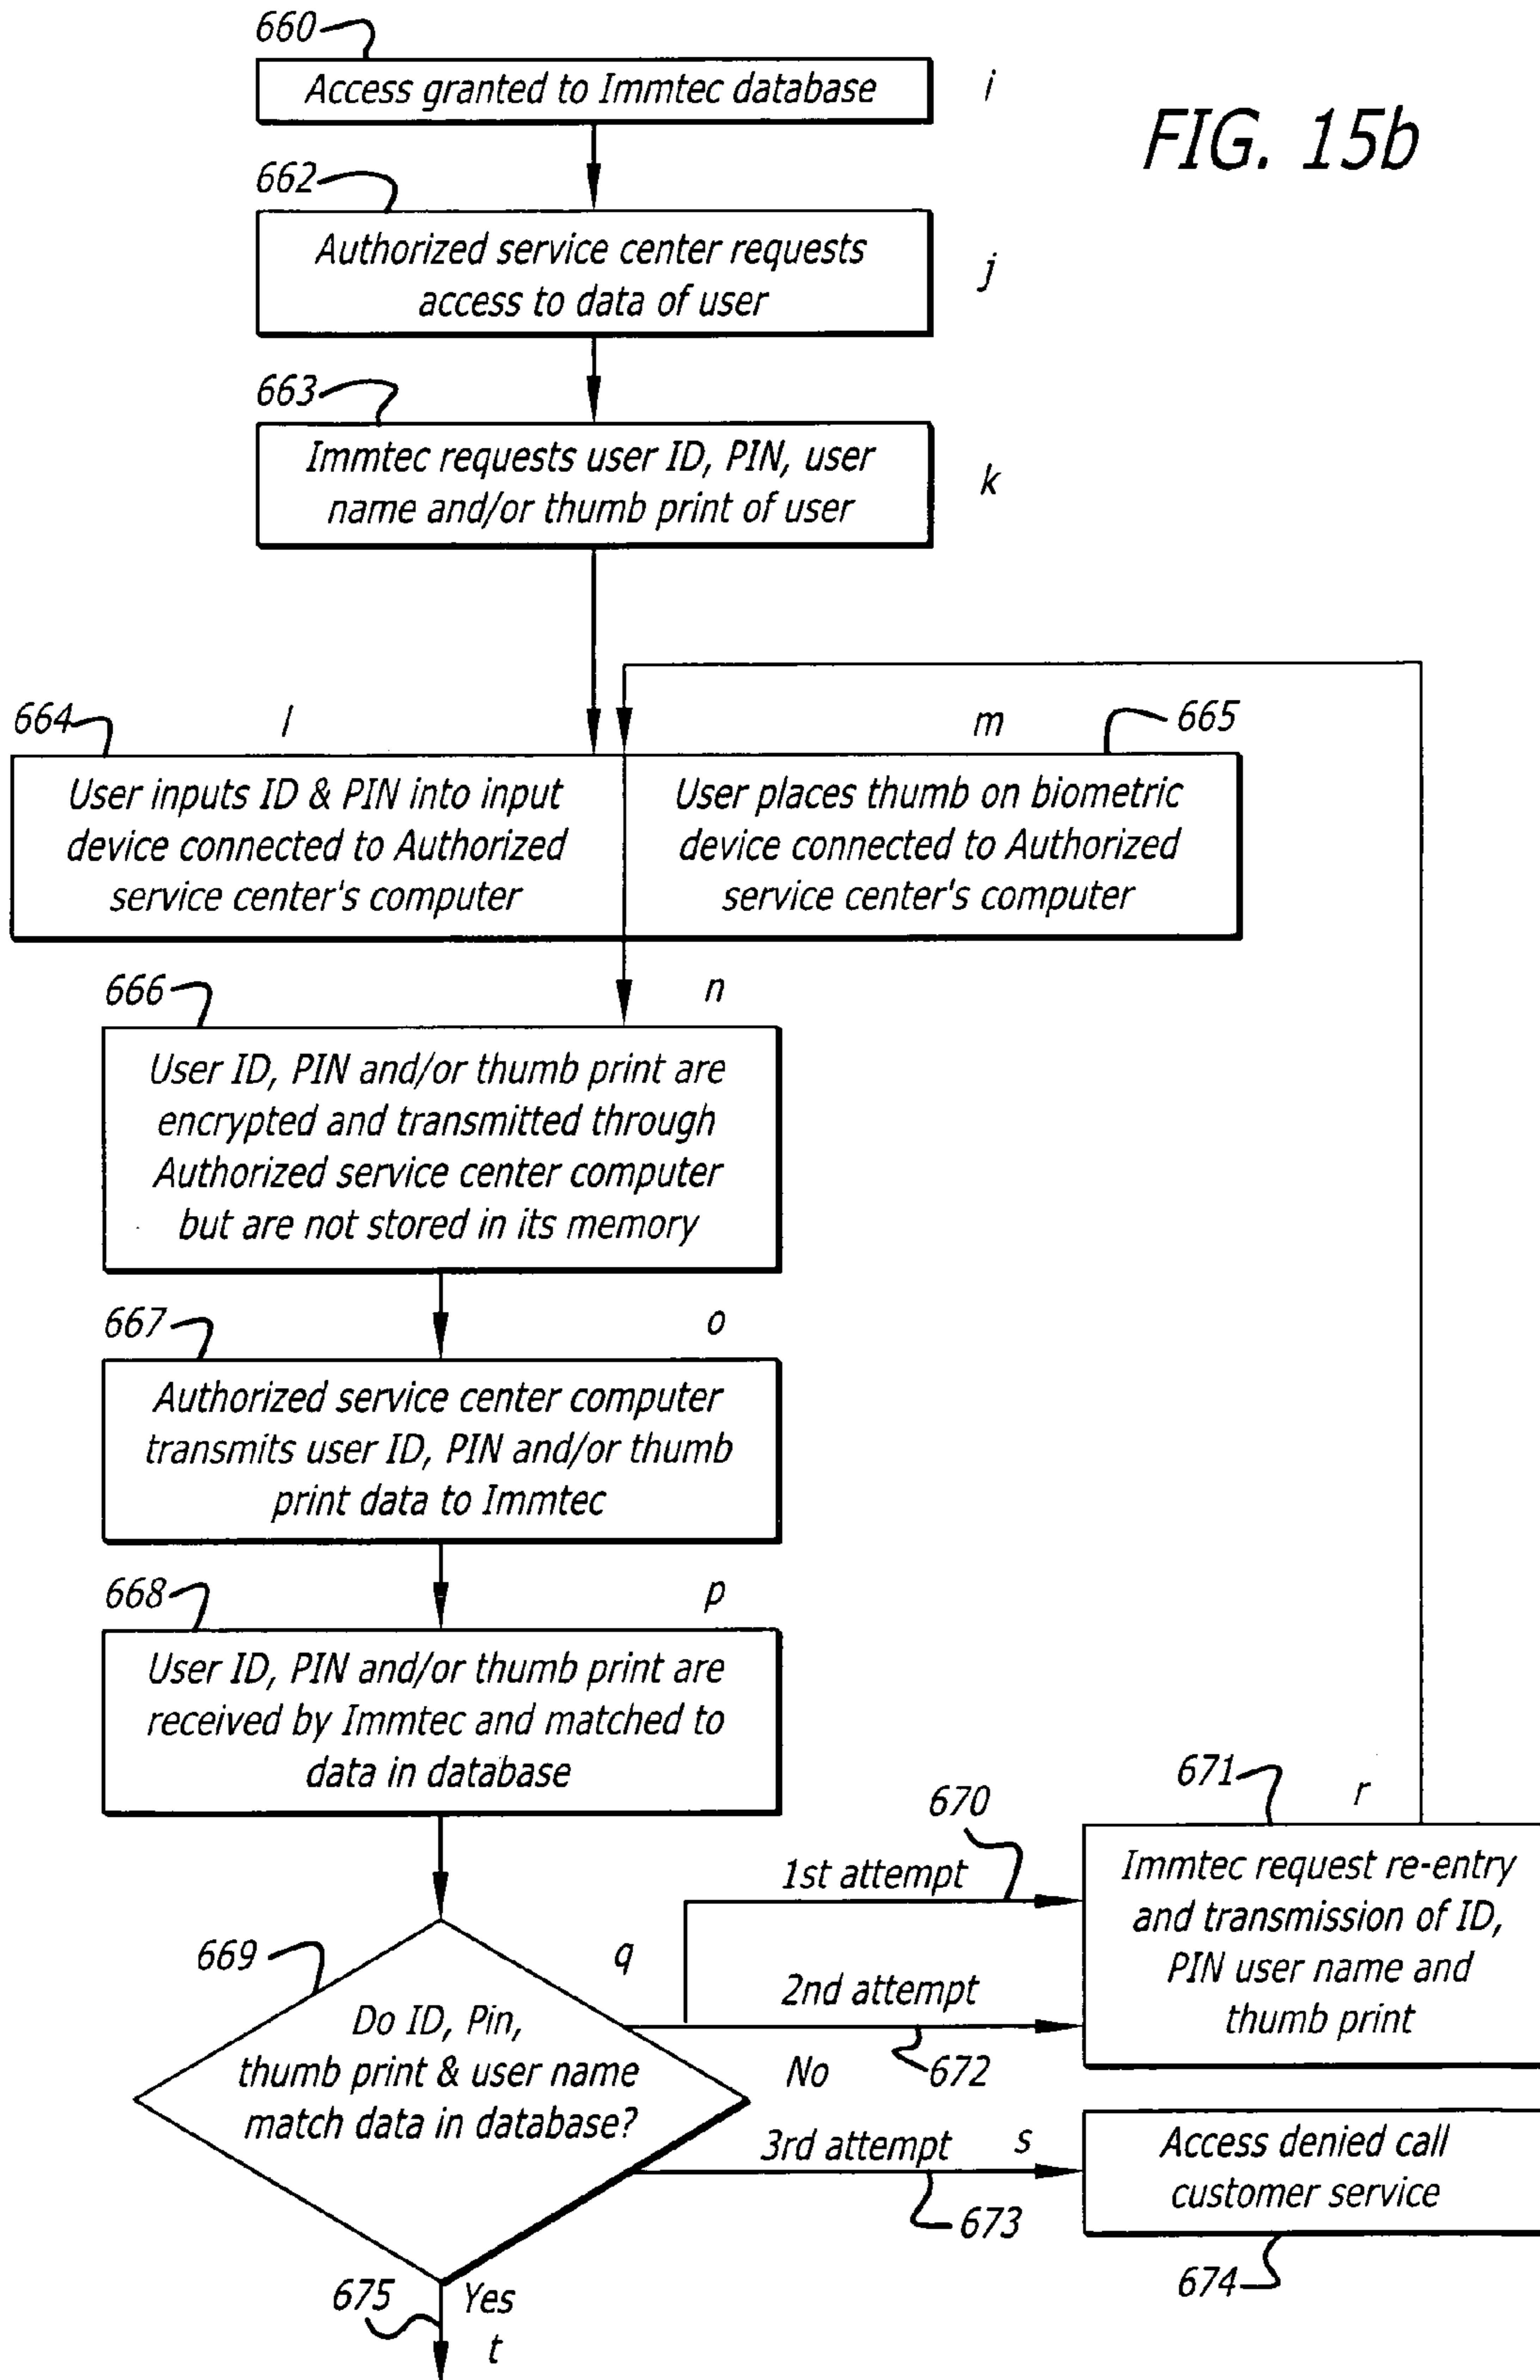 660
Access granted to Immtec database
i
FIG. 15b
662
Authorized service center requests
access to data of user
j
663
Immtec requests user ID, PIN, user
name and/or thumb print of user
k
664
l
User inputs ID & PIN into input
device connected to Authorized
service center's computer
m
665
User places thumb on biometric
device connected to Authorized
service center's computer
666
n
User ID, PIN and/or thumb print are
encrypted and transmitted through
Authorized service center computer
but are not stored in its memory
667
o
Authorized service center computer
transmits user ID, PIN and/or thumb
print data to Immtec
668
p
User ID, PIN and/or thumb print are
received by Immtec and matched to
data in database
669
Do ID, Pin,
thumb print & user name
match data in database?
q
1st attempt
670
2nd attempt
672
No
3rd attempt
s
673
671
r
Immtec request re-entry
and transmission of ID,
PIN user name and
thumb print
Access denied call
customer service
674
675
Yes
t